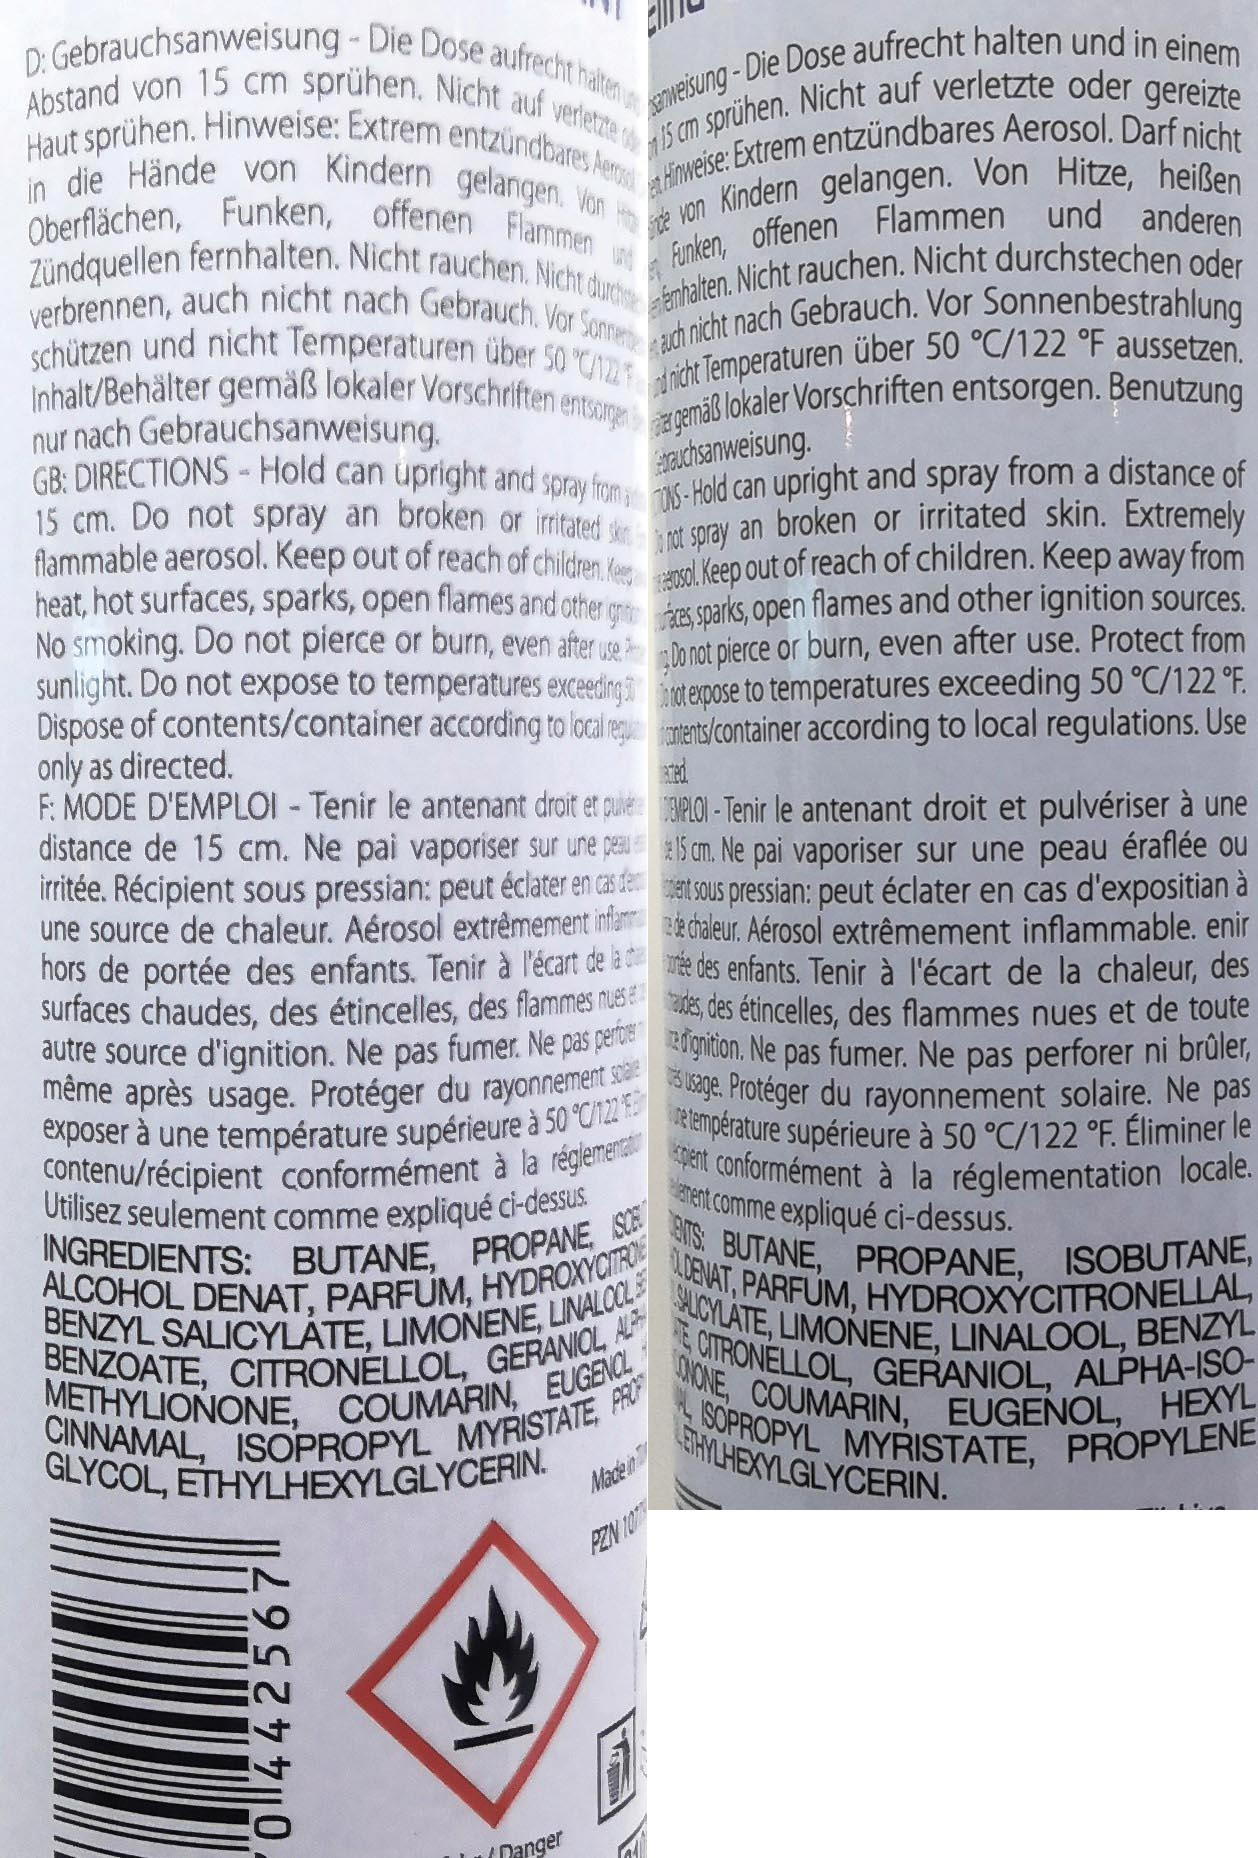 D: Gebrauchsanweisung - Die Dose aufrecht halten
Abstand von 15 cm sprühen. Nicht auf verletzte
Haut sprühen. Hinweise: Extrem entzündbares Aerosol
in die Hände von Kindern gelangen. Von
Oberflächen, Funken, offenen Flammen und
Zündquellen fernhalten. Nicht rauchen. Nicht
verbrennen, auch nicht nach Gebrauch. Vor
schützen und nicht Temperaturen über 50 °C/122 °F
Inhalt/Behälter gemäß lokaler Vorschriften entsorgen
nur nach Gebrauchsanweisung.
GB: DIRECTIONS - Hold can upright and spray from
15 cm. Do not spray an broken or irritated
flammable aerosol. Keep out of reach of children. Keep
heat, hot surfaces, sparks, open flames and other
No smoking. Do not pierce or burn, even after use.
sunlight. Do not expose to temperatures exceeding
Dispose of contents/container according to local
only as directed.
F: MODE D'EMPLOI - Tenir le antenant droit et
distance de 15 cm. Ne pai vaporiser sur une peau
irritée. Récipient sous pressian: peut éclater en cas
une source de chaleur. Aérosol extrêmement
hors de portée des enfants. Tenir à l'écart de la
surfaces chaudes, des étincelles, des flammes nues et
autre source d'ignition. Ne pas fumer. Ne pas perforer
même après usage. Protéger du rayonnement solaire
exposer à une température supérieure à 50 °C/122 °F.
contenu/récipient conformément à la
Utilisez seulement comme expliqué ci-dessus.
INGREDIENTS: BUTANE, PROPANE,
ALCOHOL DENAT, PARFUM,
BENZYL SALICYLATE, LIMONENE, LINALOOL,
BENZOATE, CITRONELLOL, GERANIOL,
METHYLIONONE, COUMARIN, EUGENOL,
CINNAMAL, ISOPROPYL MYRISTATE,
GLYCOL, ETHYLHEXYLGLYCERIN.
Made in
PZN
0442567
/ Danger
- Die Dose aufrecht halten und in einem
15 cm sprühen. Nicht auf verletzte oder gereizte
Hinweise: Extrem entzündbares Aerosol. Darf nicht
von Kindern gelangen. Von Hitze, heißen
Funken, offenen Flammen und anderen
fernhalten. Nicht rauchen. Nicht durchstechen oder
auch nicht nach Gebrauch. Vor Sonnenbestrahlung
nicht Temperaturen über 50 °C/122 °F aussetzen.
gemäß lokaler Vorschriften entsorgen. Benutzung
- Hold can upright and spray from a distance of
not spray an broken or irritated skin. Extremely
aerosol. Keep out of reach of children. Keep away from
sparks, open flames and other ignition sources.
Do not pierce or burn, even after use. Protect from
not expose to temperatures exceeding 50 °C/122 °F.
contents/container according to local regulations. Use
- Tenir le antenant droit et pulvériser à une
15 cm. Ne pai vaporiser sur une peau éraflée ou
sous pressian: peut éclater en cas d'expositian à
de chaleur. Aérosol extrêmement inflammable. enir
des enfants. Tenir à l'écart de la chaleur, des
des étincelles, des flammes nues et de toute
d'ignition. Ne pas fumer. Ne pas perforer ni brûler,
usage. Protéger du rayonnement solaire. Ne pas
température supérieure à 50 °C/122 °F. Éliminer le
conformément à la réglementation locale.
comme expliqué ci-dessus.
BUTANE, PROPANE, ISOBUTANE,
DENAT, PARFUM, HYDROXYCITRONELLAL,
SALICYLATE, LIMONENE, LINALOOL, BENZYL
CITRONELLOL, GERANIOL, ALPHA-ISO-
COUMARIN, EUGENOL, HEXYL
ISOPROPYL MYRISTATE, PROPYLENE
ETHYLHEXYLGLYCERIN.